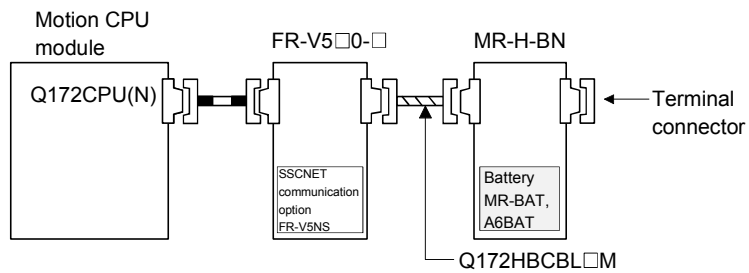 Motion CPU
module
FR-V5□0-□
MR-H-BN
Q172CPU(N)
Terminal
connector
SSCNET
communication
option
FR-V5NS
Battery
MR-BAT,
A6BAT
Q172HBCBL□M